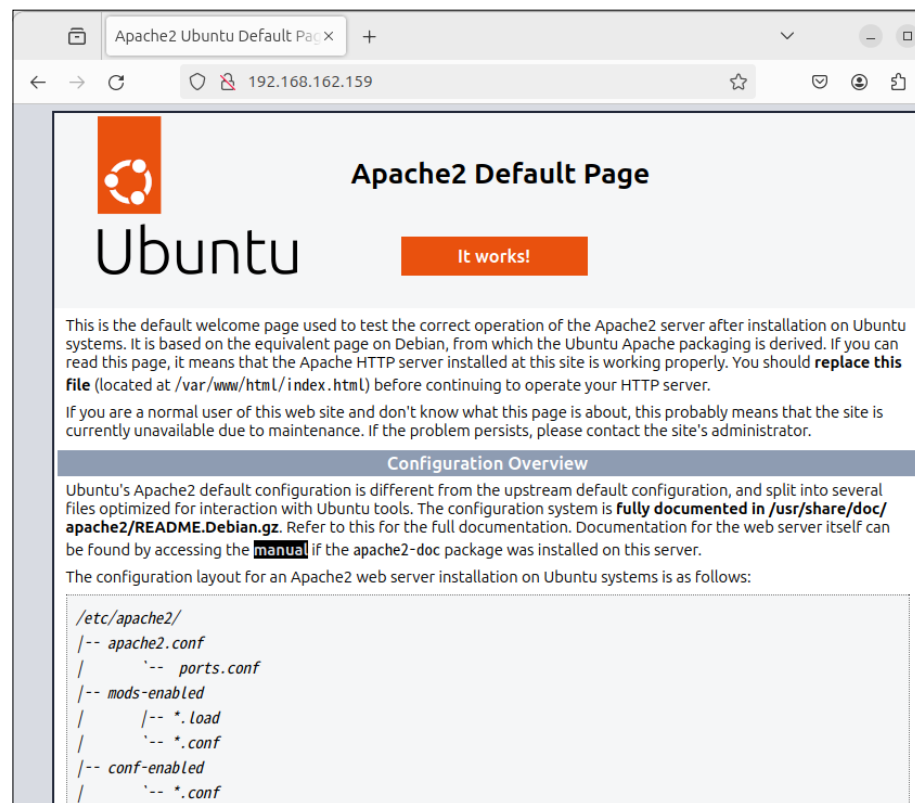 Apache2 Ubuntu Default Pag
192.168.162.159
Apache2 Default Page
Ubuntu
It works!
This is the default welcome page used to test the correct operation of the Apache2 server after installation on Ubuntu
systems. It is based on the equivalent page on Debian, from which the Ubuntu Apache packaging is derived. If you can
read this page, it means that the Apache HTTP server installed at this site is working properly. You should replace this
file (located at /var/www/html/index.html) before continuing to operate your HTTP server.
If you are a normal user of this web site and don't know what this page is about, this probably means that the site is
currently unavailable due to maintenance. If the problem persists, please contact the site's administrator.
Configuration Overview
Ubuntu's Apache2 default configuration is different from the upstream default configuration, and split into several
files optimized for interaction with Ubuntu tools. The configuration system is fully documented in /usr/share/doc/
apache2/README.Debian.gz. Refer to this for the full documentation. Documentation for the web server itself can
be found by accessing the manual if the apache2-doc package was installed on this server.
The configuration layout for an Apache2 web server installation on Ubuntu systems is as follows:
/etc/apache2/
|-- apache2.conf
|       `--  ports.conf
|-- mods-enabled
|       |-- *.load
|       `-- *.conf
|-- conf-enabled
|       `-- *.conf